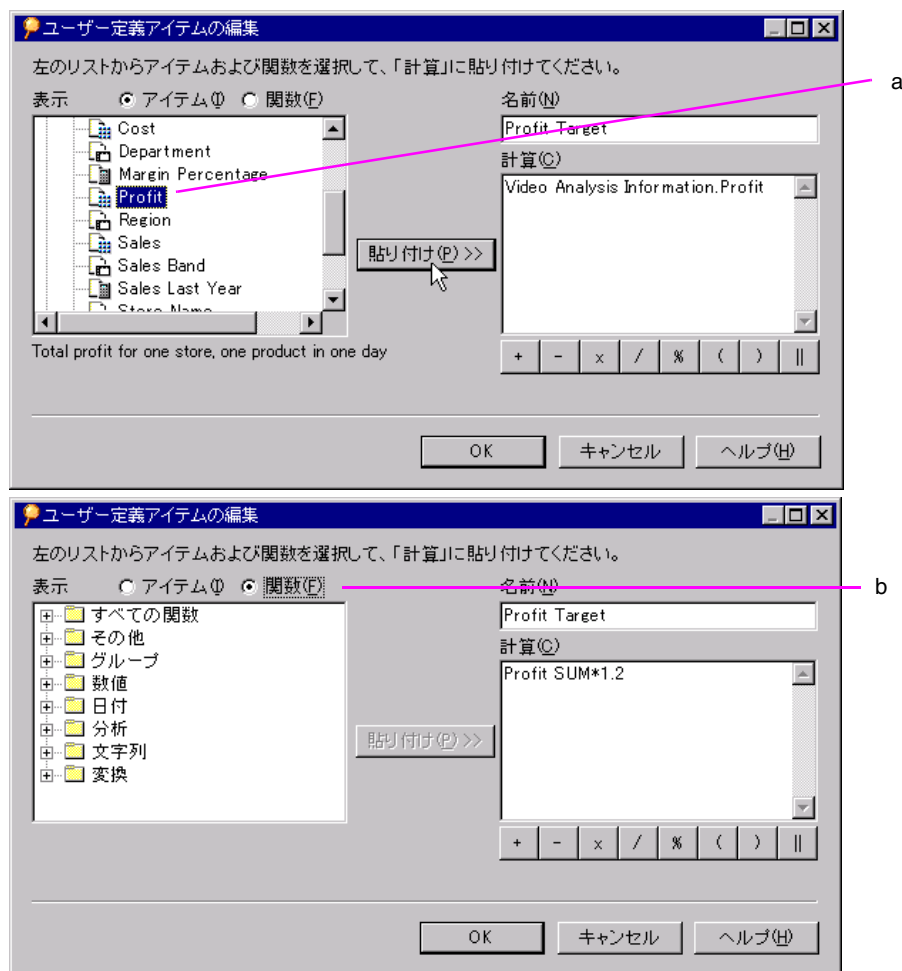 ユーザー定義アイテムの編集
左のリストからアイテムおよび関数を選択して、「計算」に貼り付けてください。
a
表示 アイテム(I) 関数(F) 名前(N)
Cost
Profit Target
Department
計算(C)
Margin Percentage
Video Analysis Information.Profit
Profit
Region
Sales
貼り付け(P) >>
Sales Band
Sales Last Year
Store Name
Total profit for one store, one product in one day
+ - x / % ( ) ||
OK キャンセル ヘルプ(H)
ユーザー定義アイテムの編集
左のリストからアイテムおよび関数を選択して、「計算」に貼り付けてください。
表示 アイテム(I) 関数(F) 名前(N) b
すべての関数
Profit Target
その他
計算(C)
グループ
Profit SUM*1.2
数値
日付
分析
貼り付け(P) >>
文字列
変換
+ - x / % ( ) ||
OK キャンセル ヘルプ(H)